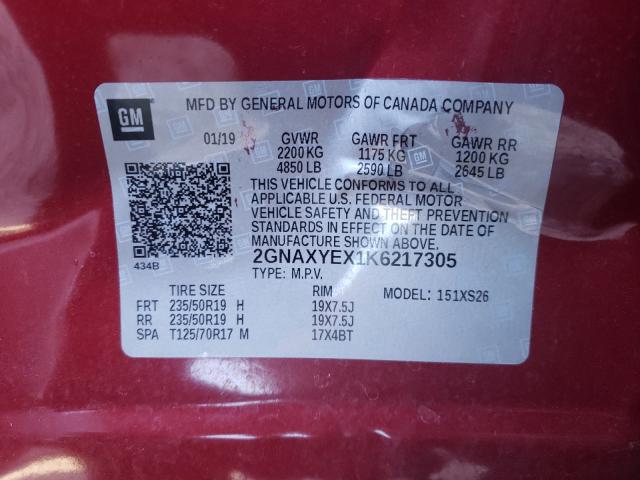 GM
MFD BY GENERAL MOTORS OF CANADA COMPANY
01/19 GVWR GAWR FRT GAWR RR
2200 KG 1175 KG 1200 KG
4850 LB 2590 LB 2645 LB
THIS VEHICLE CONFORMS TO ALL
APPLICABLE U.S. FEDERAL MOTOR
VEHICLE SAFETY AND THEFT PREVENTION
STANDARDS IN EFFECT ON THE DATE OF
MANUFACTURE SHOWN ABOVE.
434B
2GNAXYEX1K6217305
TYPE: M.P.V. MODEL: 151XS26
TIRE SIZE RIM
FRT 235/50R19 H 19X7.5J
RR 235/50R19 H 19X7.5J
SPA T125/70R17 M 17X4BT